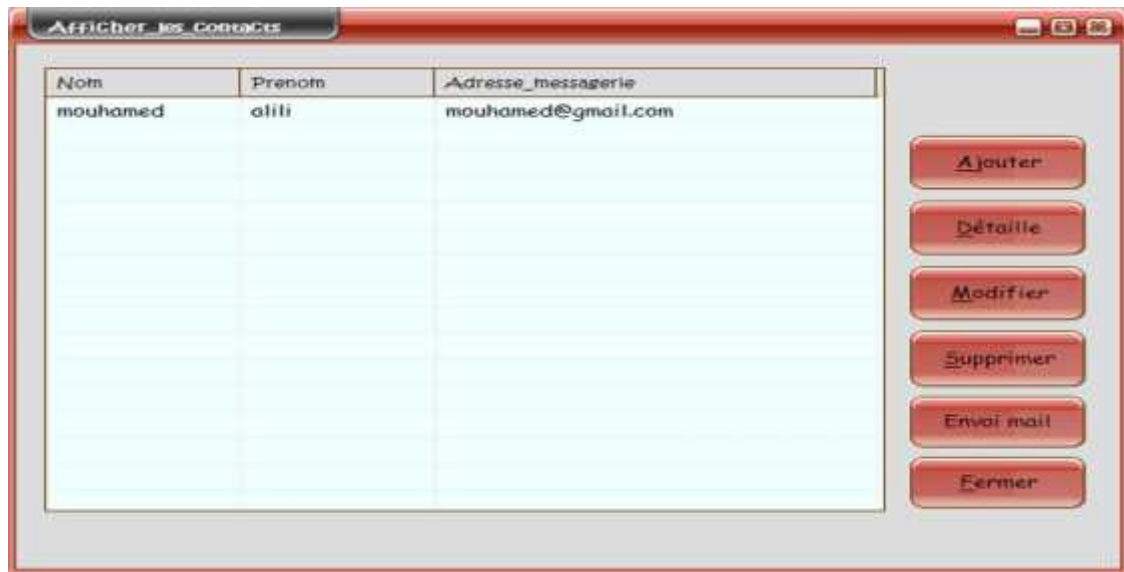 Afficher_les_contacts
Nom Prenom Adresse_messagerie
mouhamed alili mouhamed@gmail.com
Ajouter
Détaille
Modifier
Supprimer
Envoi mail
Fermer